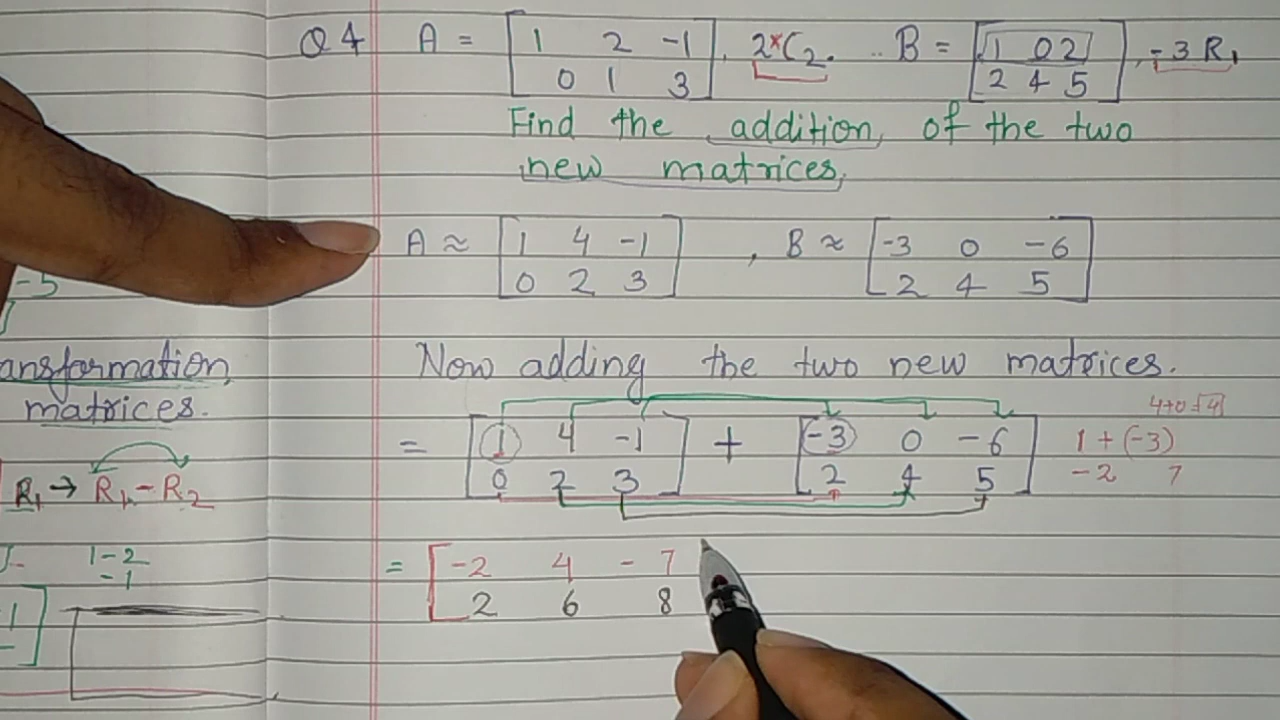 Q4 A = [ 1 2 -1 , 2*C2. B = [ 1 0 2 , -3 R1
0 1 3 ] 2 4 5 ]
Find the addition, of the two
new matrices,
A ≈ [ 1 4 -1 , B ≈ [ -3 0 -6
0 2 3 ] 2 4 5 ]
Now adding the two new matrices.
= [ 1 4 -1 + [ -3 0 -6
0 2 3 ] 2 4 5 ]
4+0=4
1 + (-3)
-2 7
= [ -2 4 -7
2 6 8
-5
ansformation
matrices.
R1 → R1 - R2
1-2
-1
1